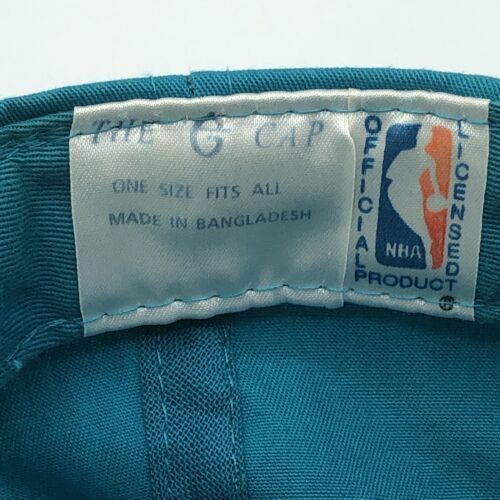 THE G CAP
ONE SIZE FITS ALL
MADE IN BANGLADESH
OFFICIAL
LICENSED
NHA
PRODUCT